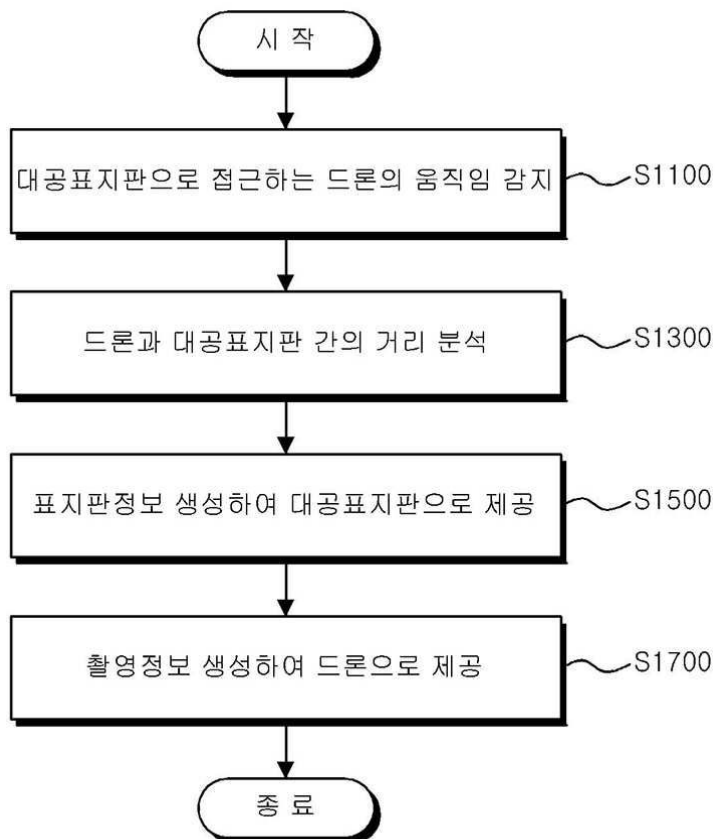 시 작
대공표지판으로 접근하는 드론의 움직임 감지
S1100
드론과 대공표지판 간의 거리 분석
S1300
표지판정보 생성하여 대공표지판으로 제공
S1500
촬영정보 생성하여 드론으로 제공
S1700
종 료